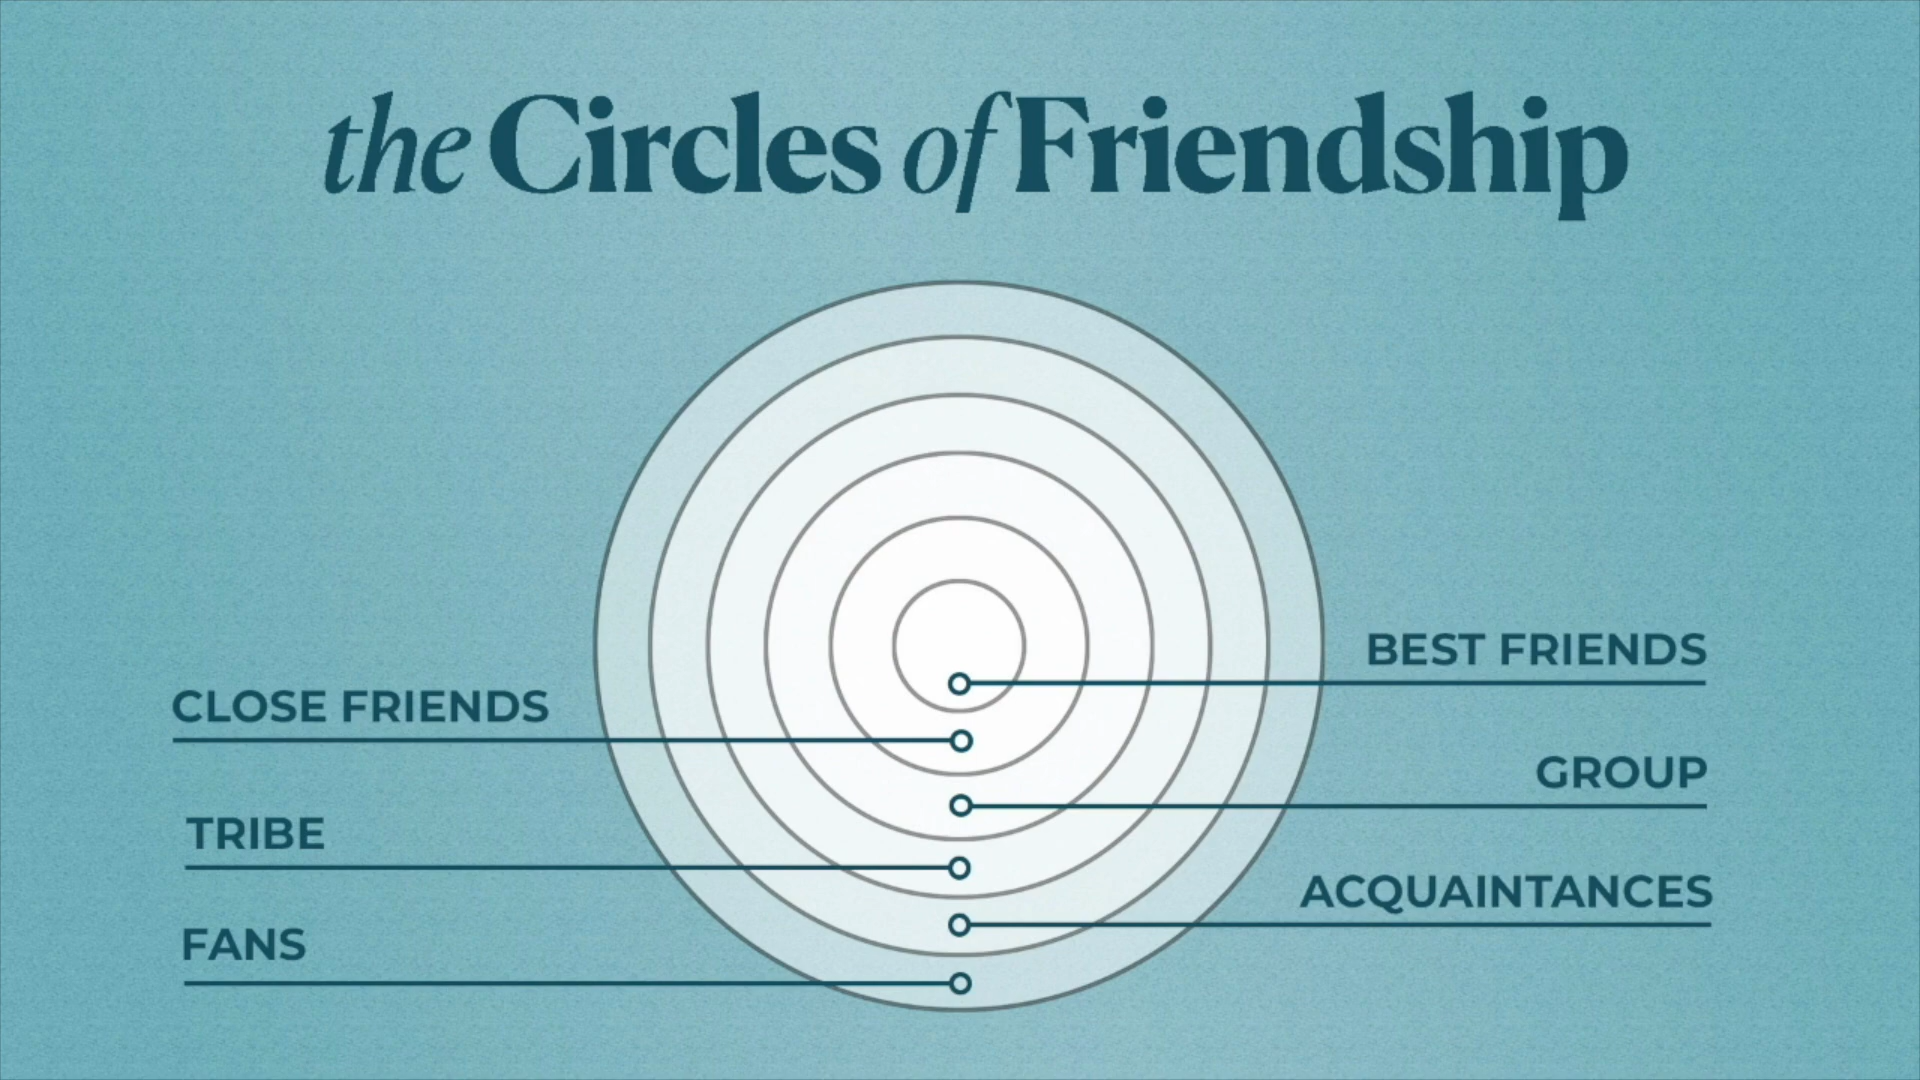 the Circles of Friendship
BEST FRIENDS
CLOSE FRIENDS
GROUP
TRIBE
ACQUAINTANCES
FANS